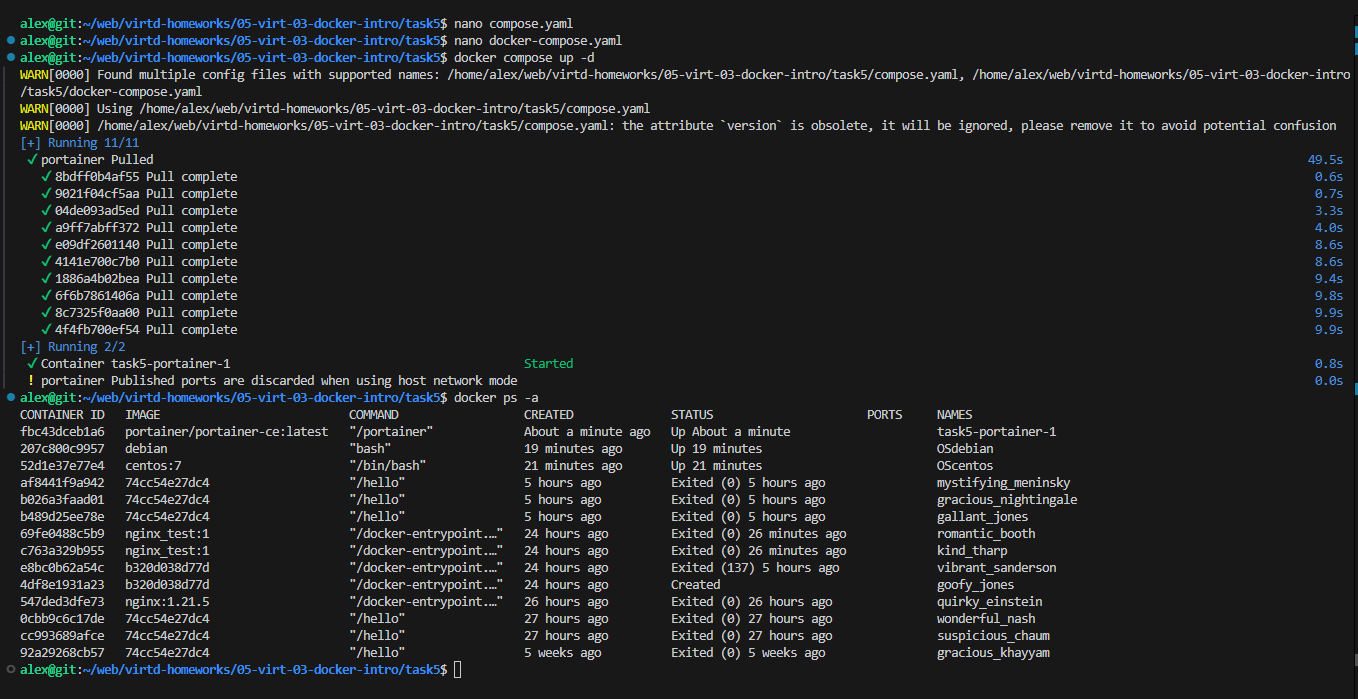 alex@git:~/web/virtd-homeworks/05-virt-03-docker-intro/task5$ nano compose.yaml
alex@git:~/web/virtd-homeworks/05-virt-03-docker-intro/task5$ nano docker-compose.yaml
alex@git:~/web/virtd-homeworks/05-virt-03-docker-intro/task5$ docker compose up -d
WARN[0000] Found multiple config files with supported names: /home/alex/web/virtd-homeworks/05-virt-03-docker-intro/task5/compose.yaml, /home/alex/web/virtd-homeworks/05-virt-03-docker-intro
/task5/docker-compose.yaml
WARN[0000] Using /home/alex/web/virtd-homeworks/05-virt-03-docker-intro/task5/compose.yaml
WARN[0000] /home/alex/web/virtd-homeworks/05-virt-03-docker-intro/task5/compose.yaml: the attribute `version` is obsolete, it will be ignored, please remove it to avoid potential confusion
[+] Running 11/11
✓ portainer Pulled 49.5s
✓ 8bdff0b4af55 Pull complete 0.6s
✓ 9021f04cf5aa Pull complete 0.7s
✓ 04de093ad5ed Pull complete 3.3s
✓ a9ff7abff372 Pull complete 4.0s
✓ e09df2601140 Pull complete 8.6s
✓ 4141e700c7b0 Pull complete 8.6s
✓ 1886a4b02bea Pull complete 9.4s
✓ 6f6b7861406a Pull complete 9.8s
✓ 8c7325f0aa00 Pull complete 9.9s
✓ 4f4fb700ef54 Pull complete 9.9s
[+] Running 2/2
✓ Container task5-portainer-1 Started 0.8s
! portainer Published ports are discarded when using host network mode 0.0s
alex@git:~/web/virtd-homeworks/05-virt-03-docker-intro/task5$ docker ps -a
CONTAINER ID IMAGE COMMAND CREATED STATUS PORTS NAMES
fbc43dceb1a6 portainer/portainer-ce:latest "/portainer" About a minute ago Up About a minute task5-portainer-1
207c800c9957 debian "bash" 19 minutes ago Up 19 minutes OSdebian
52d1e37e77e4 centos:7 "/bin/bash" 21 minutes ago Up 21 minutes OScentos
af8441f9a942 74cc54e27dc4 "/hello" 5 hours ago Exited (0) 5 hours ago mystifying_meninsky
b026a3faad01 74cc54e27dc4 "/hello" 5 hours ago Exited (0) 5 hours ago gracious_nightingale
b489d25ee78e 74cc54e27dc4 "/hello" 5 hours ago Exited (0) 5 hours ago gallant_jones
69fe0488c5b9 nginx_test:1 "/docker-entrypoint.…" 24 hours ago Exited (0) 26 minutes ago romantic_booth
c763a329b955 nginx_test:1 "/docker-entrypoint.…" 24 hours ago Exited (0) 26 minutes ago kind_tharp
e8bc0b62a54c b320d038d77d "/docker-entrypoint.…" 24 hours ago Exited (137) 5 hours ago vibrant_sanderson
4df8e1931a23 b320d038d77d "/docker-entrypoint.…" 24 hours ago Created goofy_jones
547ded3dfe73 nginx:1.21.5 "/docker-entrypoint.…" 26 hours ago Exited (0) 26 hours ago quirky_einstein
0cbb9c6c17de 74cc54e27dc4 "/hello" 27 hours ago Exited (0) 27 hours ago wonderful_nash
cc993689afce 74cc54e27dc4 "/hello" 27 hours ago Exited (0) 27 hours ago suspicious_chaum
92a29268cb57 74cc54e27dc4 "/hello" 5 weeks ago Exited (0) 5 weeks ago gracious_khayyam
alex@git:~/web/virtd-homeworks/05-virt-03-docker-intro/task5$